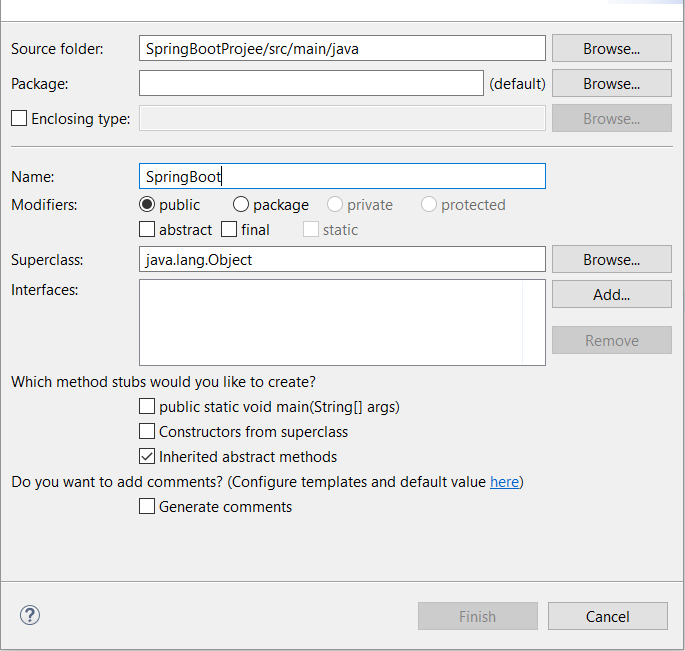 Source folder: SpringBootProjee/src/main/java Browse...
Package: (default) Browse...
Enclosing type: Browse...
Name: SpringBoot
Modifiers: public package private protected
abstract final static
Superclass: java.lang.Object Browse...
Interfaces: Add...
Remove
Which method stubs would you like to create?
public static void main(String[] args)
Constructors from superclass
Inherited abstract methods
Do you want to add comments? (Configure templates and default value here)
Generate comments
? Finish Cancel